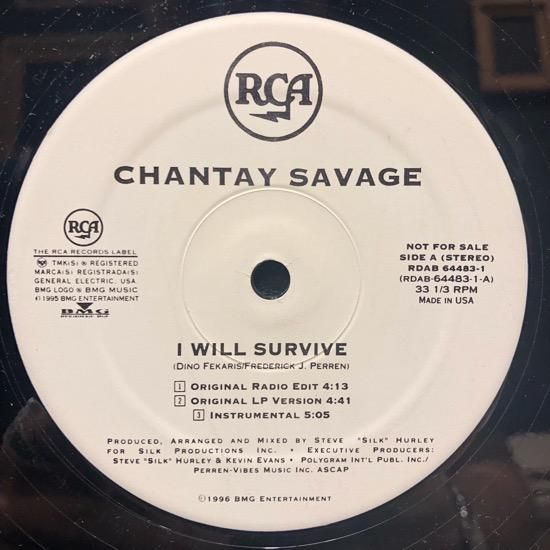 RCA
CHANTAY SAVAGE
RCA
THE RCA RECORDS LABEL
TMK(S) ® REGISTERED
MARCA(S) REGISTRADA(S)
GENERAL ELECTRIC, USA.
BMG LOGO ® BMG MUSIC
℗1995 BMG ENTERTAINMENT
BMG
NOT FOR SALE
SIDE A (STEREO)
RDAB 64483-1
(RDAB-64483-1-A)
33 1/3 RPM
MADE IN USA
I WILL SURVIVE
(DINO FEKARIS/FREDERICK J. PERREN)
1 ORIGINAL RADIO EDIT 4:13
2 ORIGINAL LP VERSION 4:41
3 INSTRUMENTAL 5:05
PRODUCED, ARRANGED AND MIXED BY STEVE "SILK" HURLEY
FOR SILK PRODUCTIONS INC. • EXECUTIVE PRODUCERS:
STEVE "SILK" HURLEY & KEVIN EVANS • POLYGRAM INT'L PUBL. INC./
PERREN-VIBES MUSIC INC. ASCAP
©1996 BMG ENTERTAINMENT